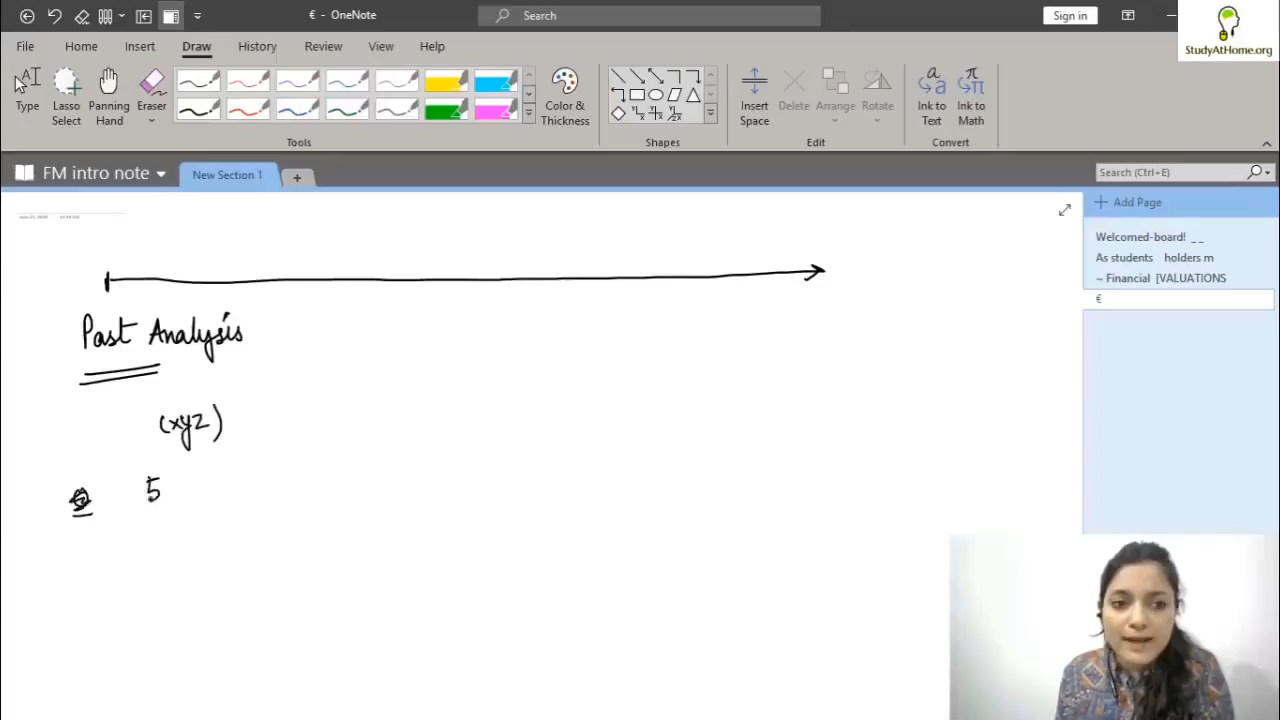 € - OneNote
Search
Sign in
StudyAtHome.org
File Home Insert Draw History Review View Help
Type
Lasso Select
Panning Hand
Eraser
Color & Thickness
Insert Space
Delete
Arrange
Rotate
Ink to Text
Ink to Math
Tools
Shapes
Edit
Convert
FM intro note
New Section 1
Search (Ctrl+E)
Add Page
Welcomed-board! _ _
As students holders m
~ Financial [VALUATIONS
€
Past Analysis
(xyz)
5